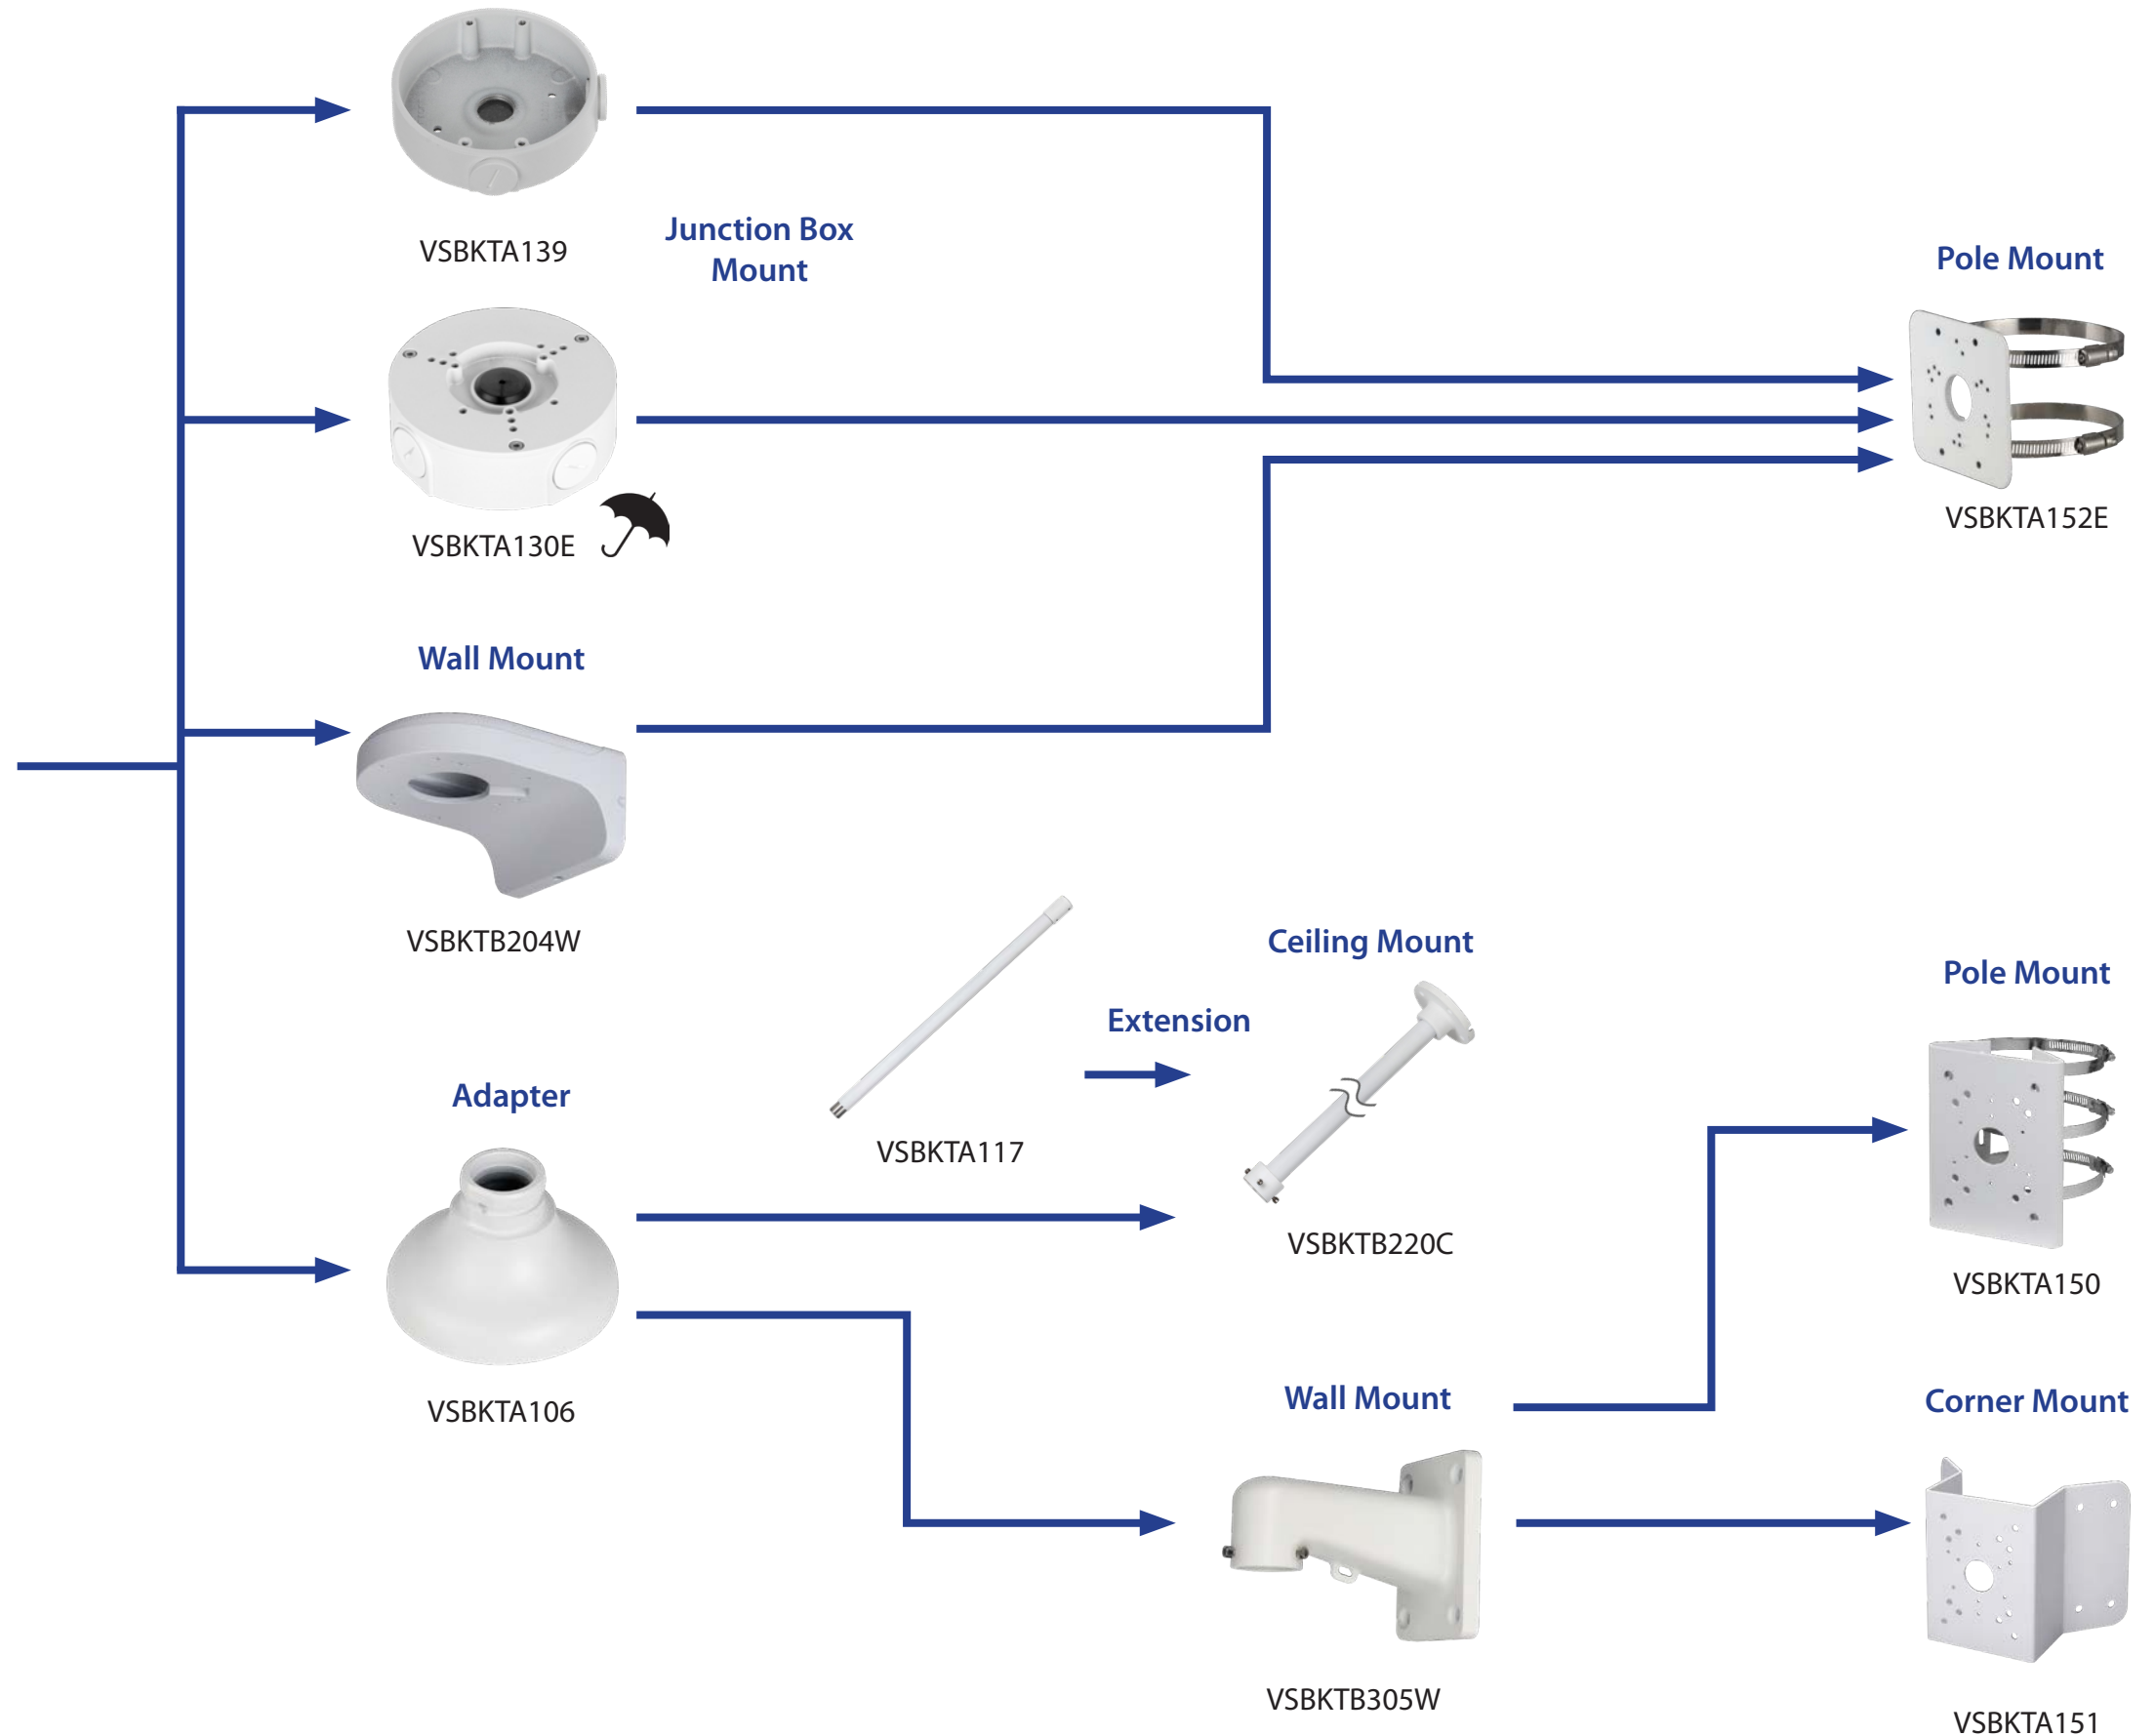 VSBKTA139
Junction Box
Mount
Pole Mount
VSBKTA130E
VSBKTA152E
Wall Mount
VSBKTB204W
Ceiling Mount
Pole Mount
Extension
Adapter
VSBKTA117
VSBKTB220C
VSBKTA150
VSBKTA106
Wall Mount
Corner Mount
VSBKTB305W
VSBKTA151